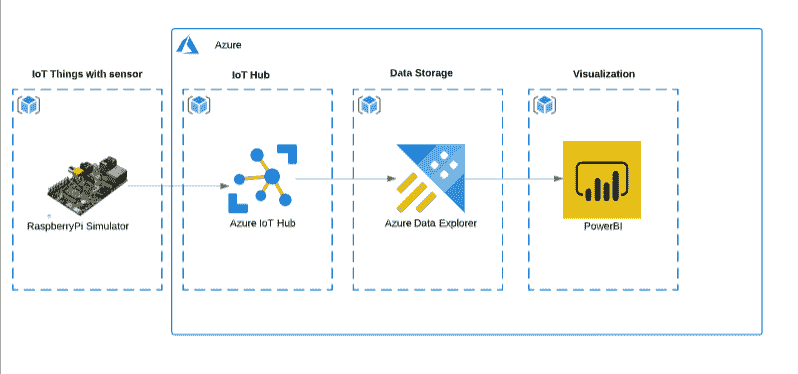 Azure
IoT Things with sensor
IoT Hub
Data Storage
Visualization
RaspberryPi Simulator
Azure IoT Hub
Azure Data Explorer
PowerBI